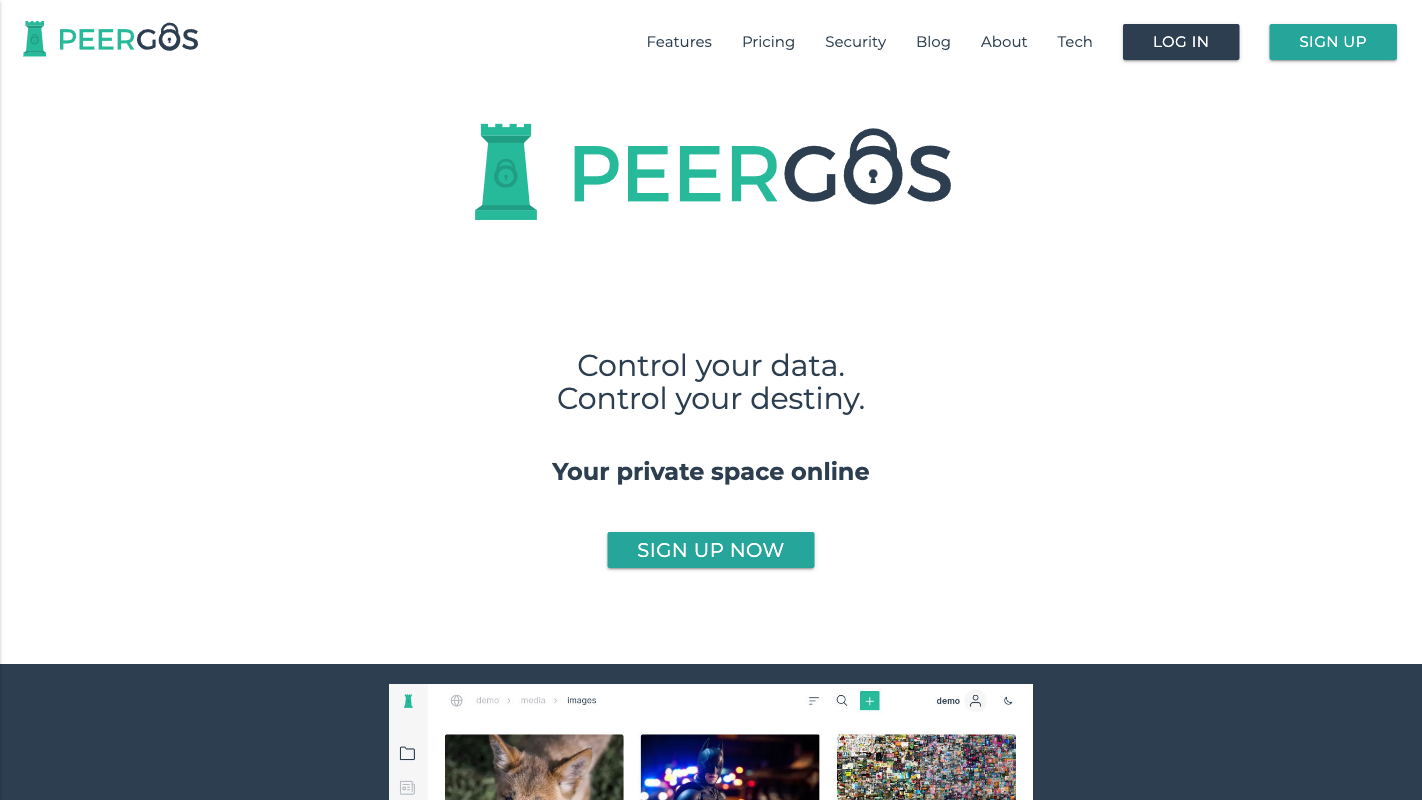 PEERGOS
Features
Pricing
Security
Blog
About
Tech
LOG IN
SIGN UP
PEERGOS
Control your data.
Control your destiny.
Your private space online
SIGN UP NOW
demo > media > images
demo